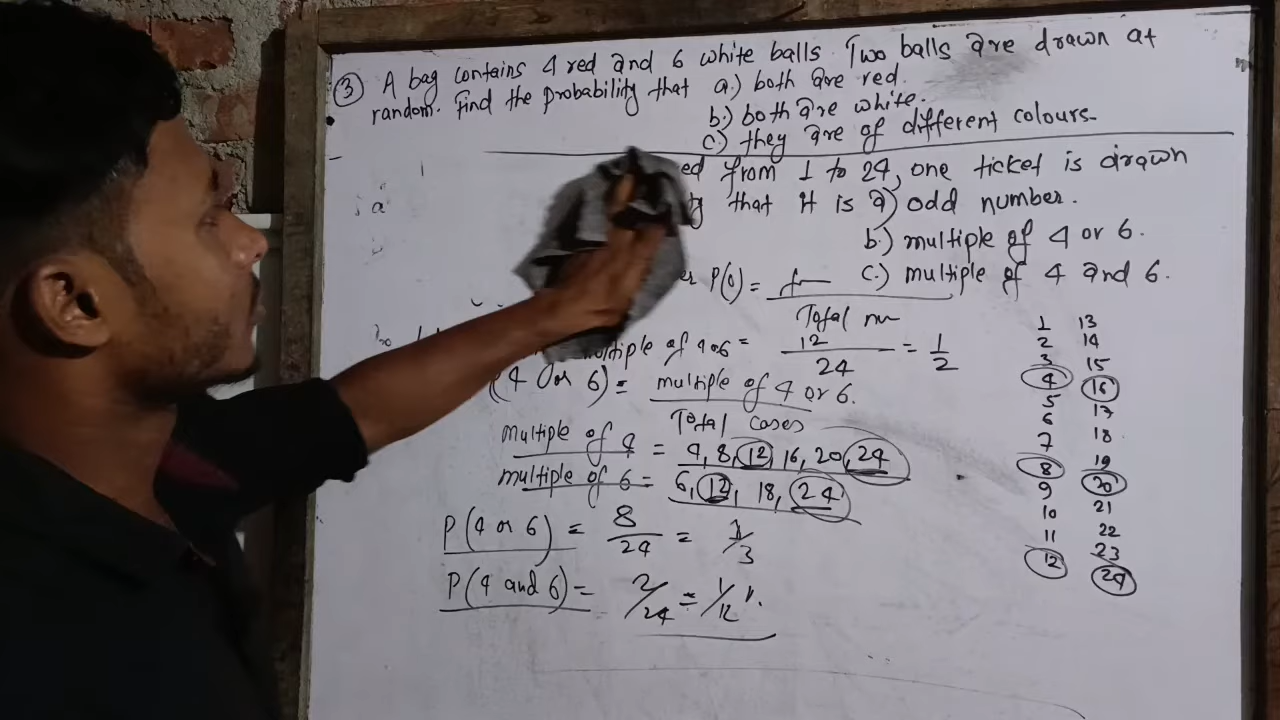 ③ A bag contains 4 red and 6 white balls. Two balls are drawn at
random. Find the probability that a.) both are red.
b.) both are white.
c.) they are of different colours.
ed from 1 to 24, one ticket is drawn
that it is a) odd number.
b.) multiple of 4 or 6.
c.) multiple of 4 and 6.
P(0) =
Total nu
multiple of 4 or 6 = 12/24 = 1/2
(4 or 6) = multiple of 4 or 6.
Total cases
multiple of 4 = 4, 8, 12, 16, 20, 24
multiple of 6 = 6, 12, 18, 24
P(4 or 6) = 8/24 = 1/3
P(4 and 6) = 2/24 = 1/12
1 13
2 14
3 15
4 16
5 17
6 18
7 19
8 20
9 21
10 22
11 23
12 24